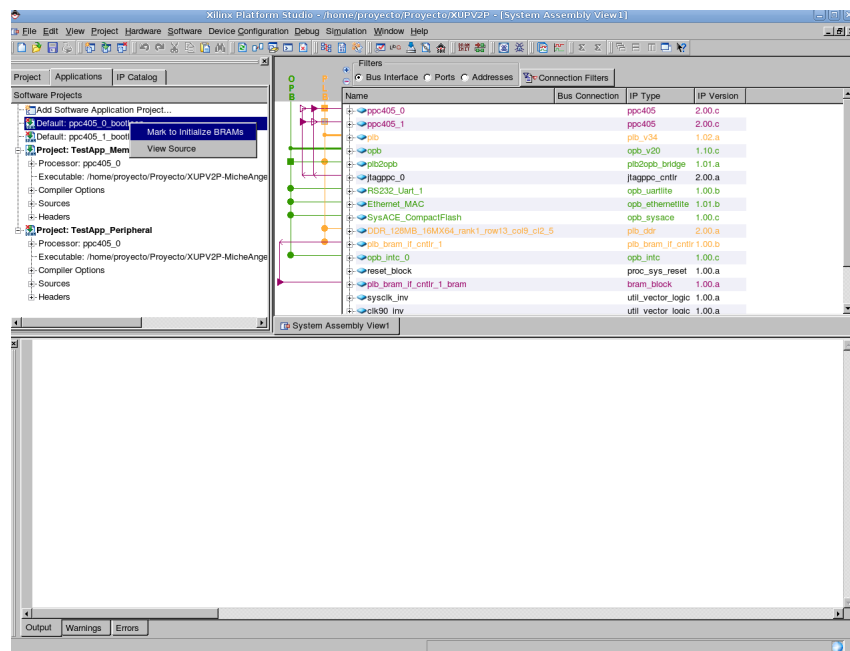 Xilinx Platform Studio - /home/proyecto/Proyecto/XUPV2P - [System Assembly View1]
File Edit View Project Hardware Software Device Configuration Debug Simulation Window Help
Project Applications IP Catalog
Software Projects
Add Software Application Project...
Default: ppc405_0_bootloop
Default: ppc405_1_bootl
Mark to Initialize BRAMs
View Source
Project: TestApp_Mem
Processor: ppc405_0
Executable: /home/proyecto/Proyecto/XUPV2P-MicheAnge
Compiler Options
Sources
Headers
Project: TestApp_Peripheral
Processor: ppc405_0
Executable: /home/proyecto/Proyecto/XUPV2P-MicheAnge
Compiler Options
Sources
Headers
OPB
PLB
Filters
Bus Interface Ports Addresses Connection Filters
Name Bus Connection IP Type IP Version
ppc405_0 ppc405 2.00.c
ppc405_1 ppc405 2.00.c
plb plb_v34 1.02.a
opb opb_v20 1.10.c
plb2opb plb2opb_bridge 1.01.a
jtagppc_0 jtagppc_cntlr 2.00.a
RS232_Uart_1 opb_uartlite 1.00.b
Ethernet_MAC opb_ethernetlite 1.01.b
SysACE_CompactFlash opb_sysace 1.00.c
DDR_128MB_16MX64_rank1_row13_col9_cl2_5 plb_ddr 2.00.a
plb_bram_if_cntlr_1 plb_bram_if_cntlr 1.00.b
opb_intc_0 opb_intc 1.00.c
reset_block proc_sys_reset 1.00.a
plb_bram_if_cntlr_1_bram bram_block 1.00.a
sysclk_inv util_vector_logic 1.00.a
clk90_inv util_vector_logic 1.00.a
System Assembly View1
Output Warnings Errors